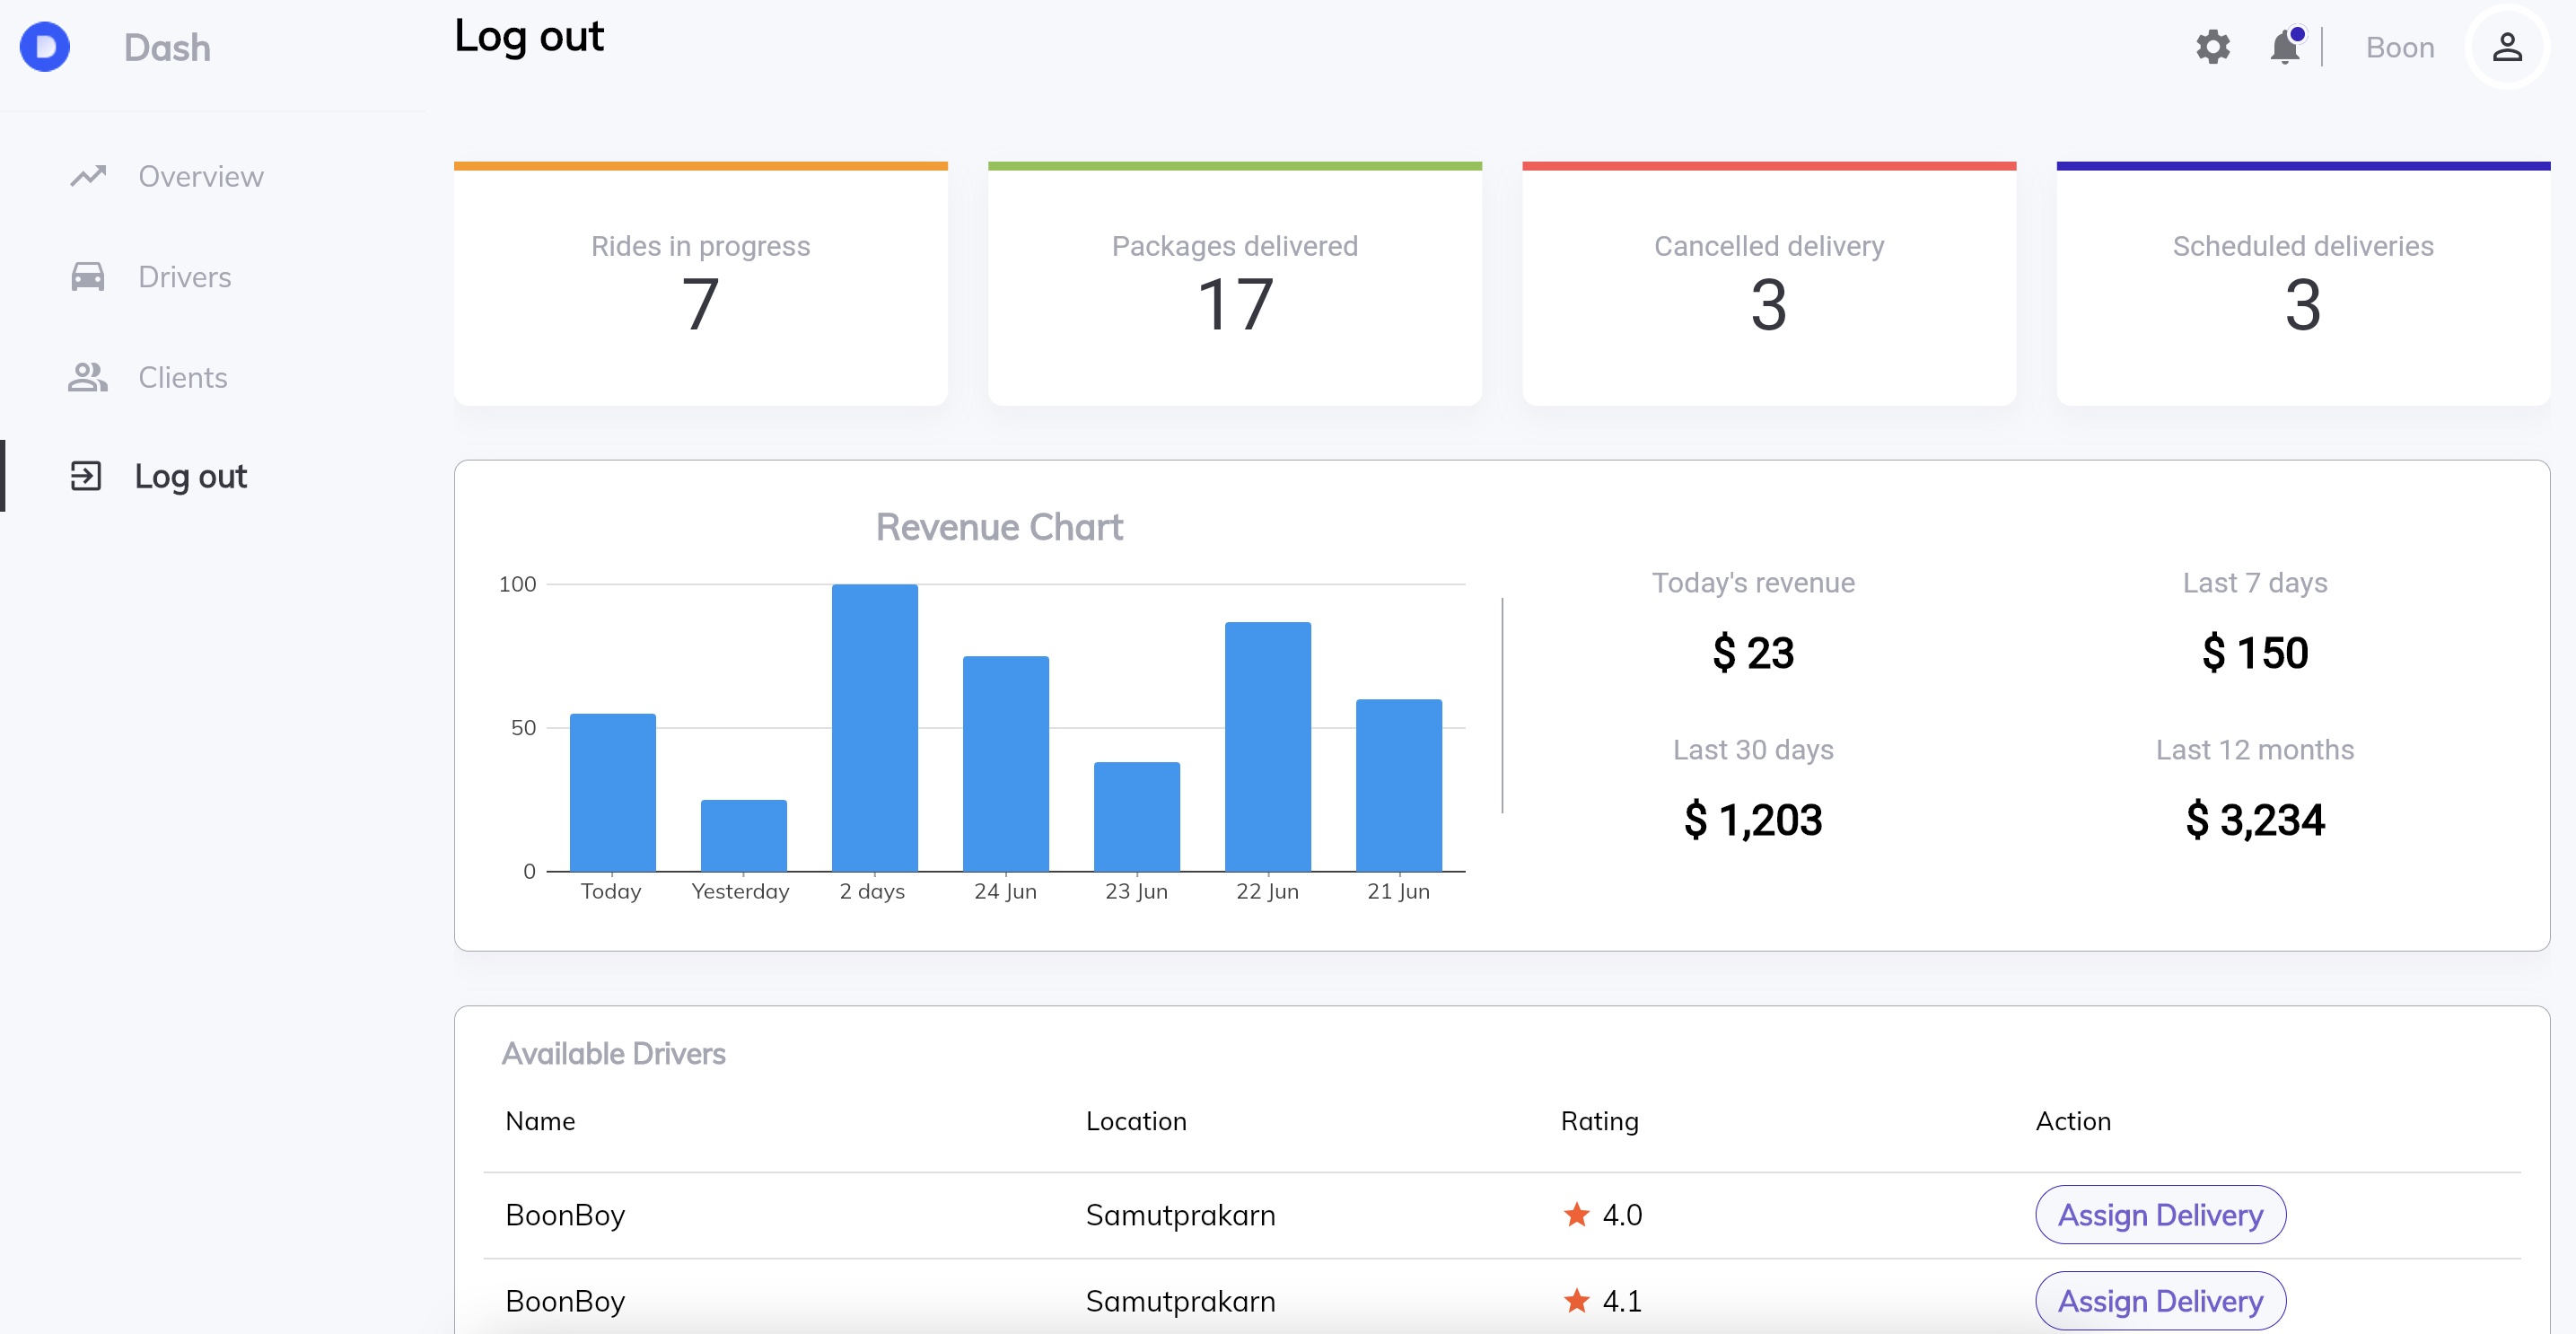 D Dash
Log out
Boon
Overview
Drivers
Clients
Log out
Rides in progress
7
Packages delivered
17
Cancelled delivery
3
Scheduled deliveries
3
Revenue Chart
100
50
0
Today Yesterday 2 days 24 Jun 23 Jun 22 Jun 21 Jun
Today's revenue
$ 23
Last 7 days
$ 150
Last 30 days
$ 1,203
Last 12 months
$ 3,234
Available Drivers
Name Location Rating Action
BoonBoy Samutprakarn 4.0 Assign Delivery
BoonBoy Samutprakarn 4.1 Assign Delivery